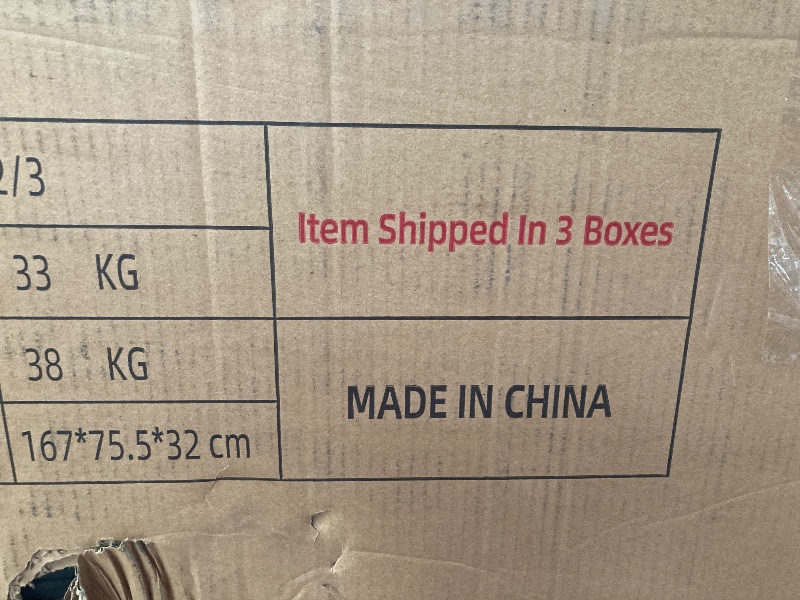 2/3
Item Shipped In 3 Boxes
33 KG
38 KG
MADE IN CHINA
167*75.5*32 cm